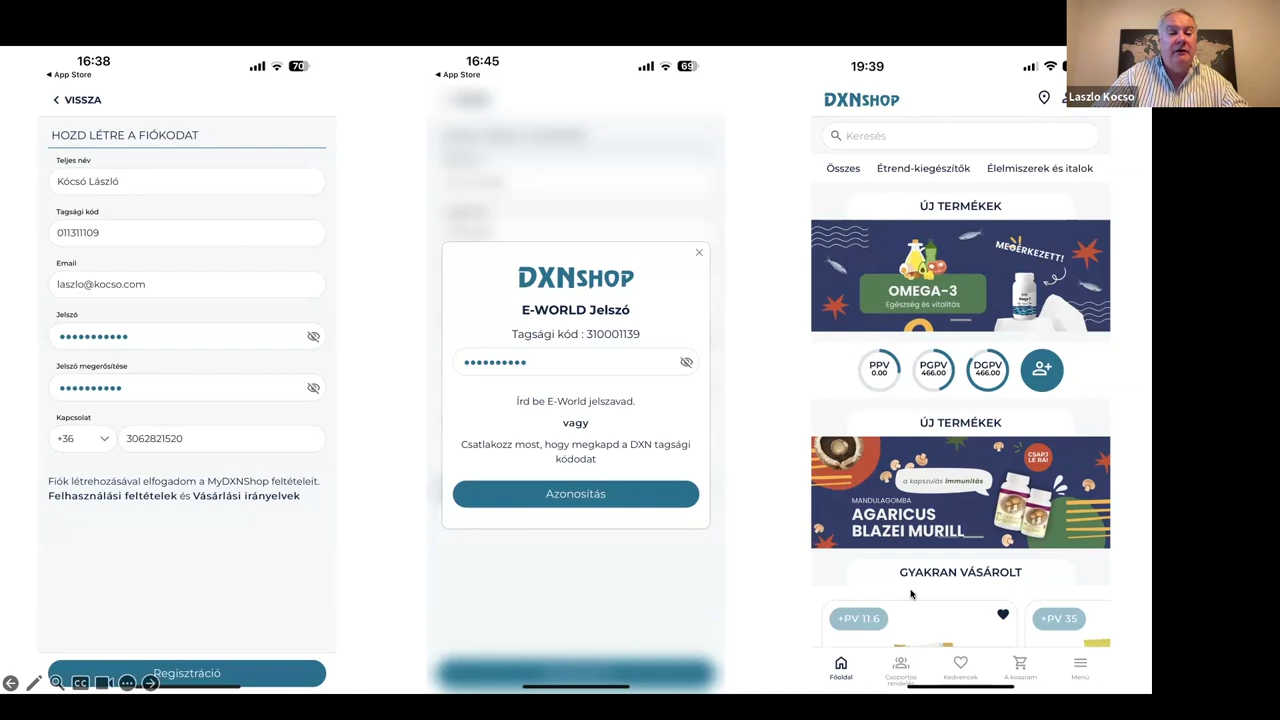 16:38
App Store
70
VISSZA
HOZD LÉTRE A FIÓKODAT
Teljes név
Kócsó László
Tagsági kód
011311109
Email
laszlo@kocso.com
Jelszó
Jelszó megerősítése
Kapcsolat
+36
3062821520
Fiók létrehozásával elfogadom a MyDXNShop feltételeit.
Felhasználási feltételek és Vásárlási irányelvek
Regisztráció
CC
16:45
App Store
69
DXNSHOP
E-WORLD Jelszó
Tagsági kód : 310001139
Írd be E-World jelszavad.
vagy
Csatlakozz most, hogy megkapd a DXN tagsági
kódodat
Azonosítás
19:39
DXNSHOP
Keresés
Összes Étrend-kiegészítők Élelmiszerek és italok
ÚJ TERMÉKEK
MEGÉRKEZETT!
OMEGA-3
Egészség és vitalitás
PPV
0.00
PGPV
466.00
DGPV
466.00
ÚJ TERMÉKEK
CSAPJ
LE RÁ!
a kapszulás immunitás
MANDULAGOMBA
AGARICUS
BLAZEI MURILL
GYAKRAN VÁSÁROLT
+PV 11.6
+PV 35
Főoldal
Csoportos
rendelés
Kedvencek
A kosaram
Menü
Laszlo Kocso